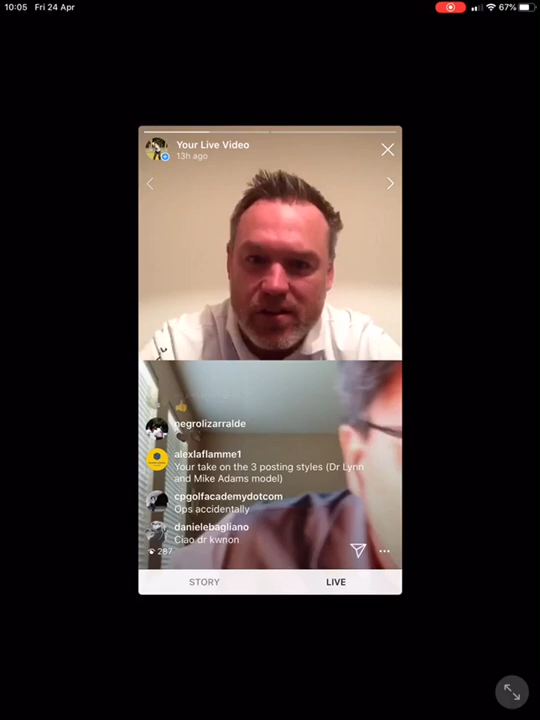 10:05 Fri 24 Apr
67%
Your Live Video
13h ago
negrolizarralde
alexlaflamme1
Your take on the 3 posting styles (Dr Lynn
and Mike Adams model)
cpgolfacademydotcom
Ops accidentally
danielebagliano
Ciao dr kwnon
287
STORY
LIVE